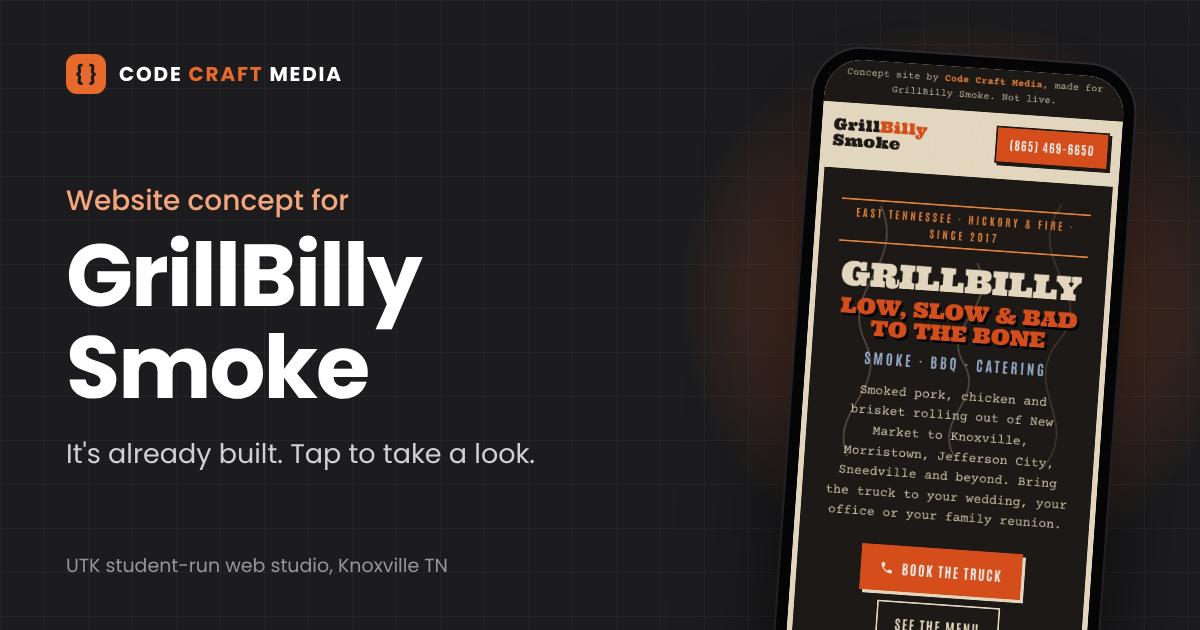 { } CODE CRAFT MEDIA
Website concept for
GrillBilly
Smoke
It's already built. Tap to take a look.
UTK student-run web studio, Knoxville TN
Concept site by Code Craft Media, made for
GrillBilly Smoke. Not live.
GrillBilly
Smoke
(865) 469-6650
EAST TENNESSEE · HICKORY & FIRE ·
SINCE 2017
GRILLBILLY
LOW, SLOW & BAD
TO THE BONE
SMOKE · BBQ · CATERING
Smoked pork, chicken and
brisket rolling out of New
Market to Knoxville,
Morristown, Jefferson City,
Sneedville and beyond. Bring
the truck to your wedding, your
office or your family reunion.
BOOK THE TRUCK
SEE THE MENU